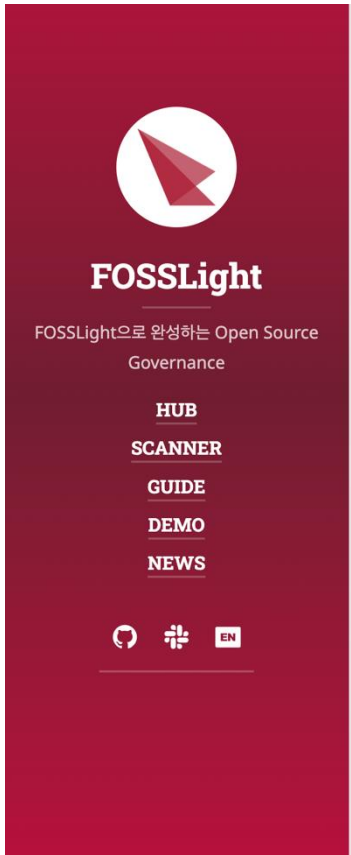 FOSSLight
FOSSLight으로 완성하는 Open Source
Governance
HUB
SCANNER
GUIDE
DEMO
NEWS
EN